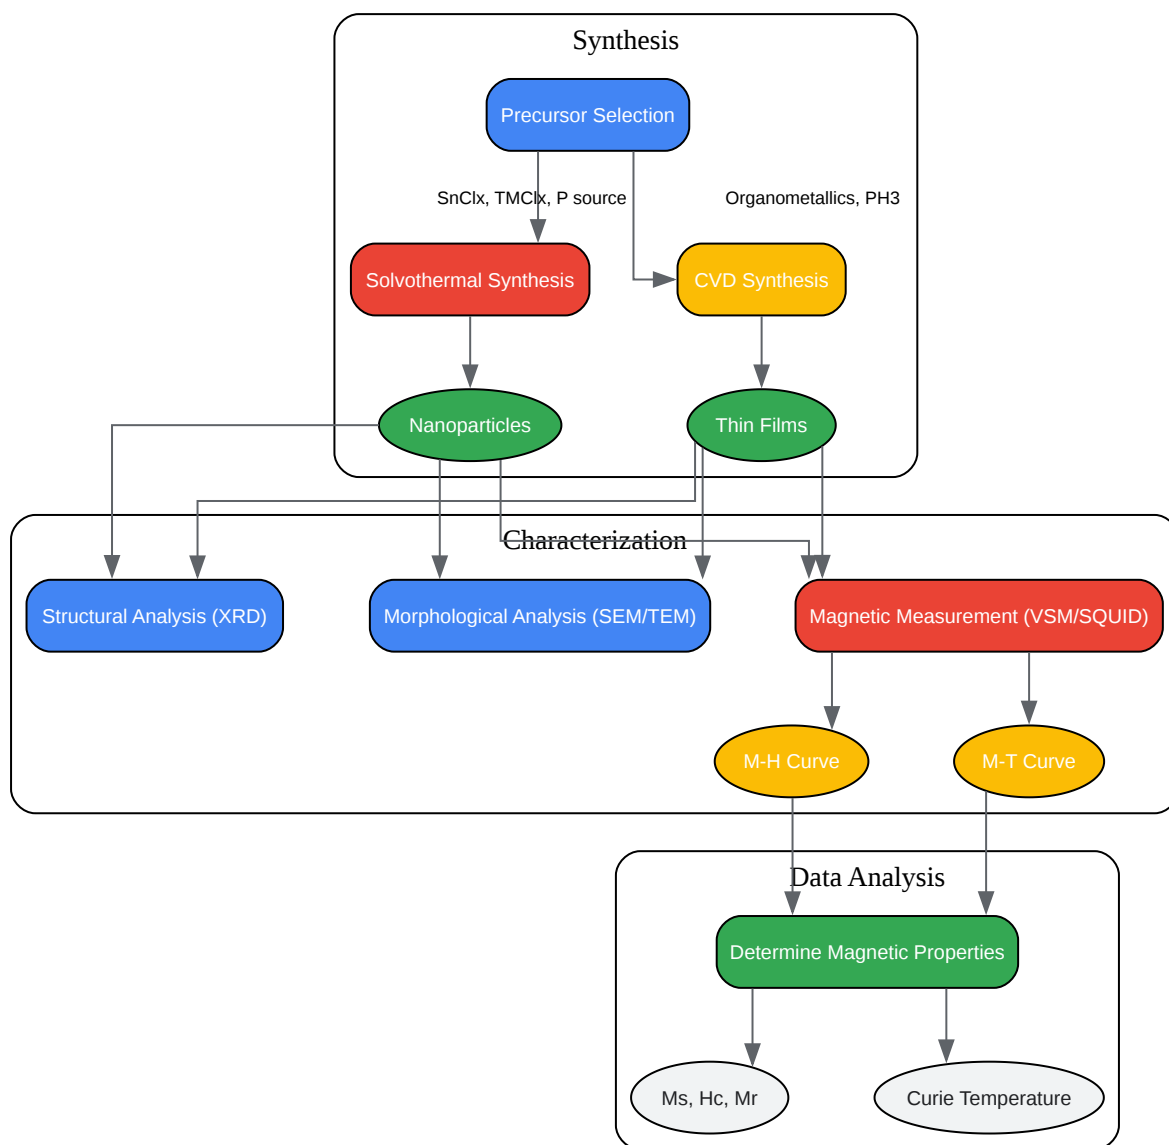 Synthesis
Precursor Selection
SnClx, TMClx, P source
Organometallics, PH3
Solvothermal Synthesis
CVD Synthesis
Nanoparticles
Thin Films
Characterization
Structural Analysis (XRD)
Morphological Analysis (SEM/TEM)
Magnetic Measurement (VSM/SQUID)
M-H Curve
M-T Curve
Data Analysis
Determine Magnetic Properties
Ms, Hc, Mr
Curie Temperature